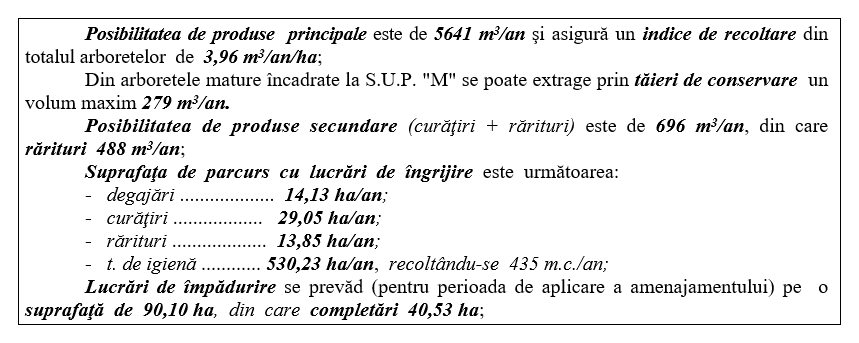 Posibilitatea de produse principale este de 5641 m³/an şi asigură un indice de recoltare din
totalul arboretelor de 3,96 m³/an/ha;
Din arboretele mature încadrate la S.U.P. "M" se poate extrage prin tăieri de conservare un
volum maxim 279 m³/an.
Posibilitatea de produse secundare (curăţiri + rărituri) este de 696 m³/an, din care
rărituri 488 m³/an;
Suprafaţa de parcurs cu lucrări de îngrijire este următoarea:
- degajări ................... 14,13 ha/an;
- curăţiri .................. 29,05 ha/an;
- rărituri ................... 13,85 ha/an;
- t. de igienă ............ 530,23 ha/an, recoltându-se 435 m.c./an;
Lucrări de împădurire se prevăd (pentru perioada de aplicare a amenajamentului) pe o
suprafaţă de 90,10 ha, din care completări 40,53 ha;